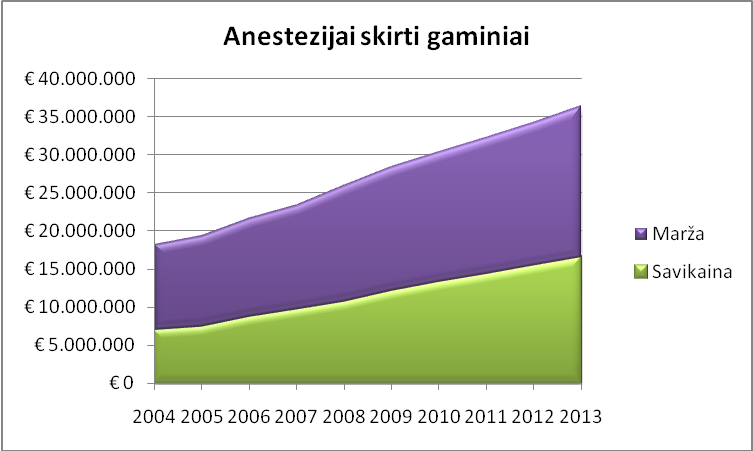 Anestezijai skirti gaminiai
€ 40.000.000
€ 35.000.000
€ 30.000.000
€ 25.000.000
€ 20.000.000
€ 15.000.000
€ 10.000.000
€ 5.000.000
€ 0
2004 2005 2006 2007 2008 2009 2010 2011 2012 2013
Marža
Savikaina